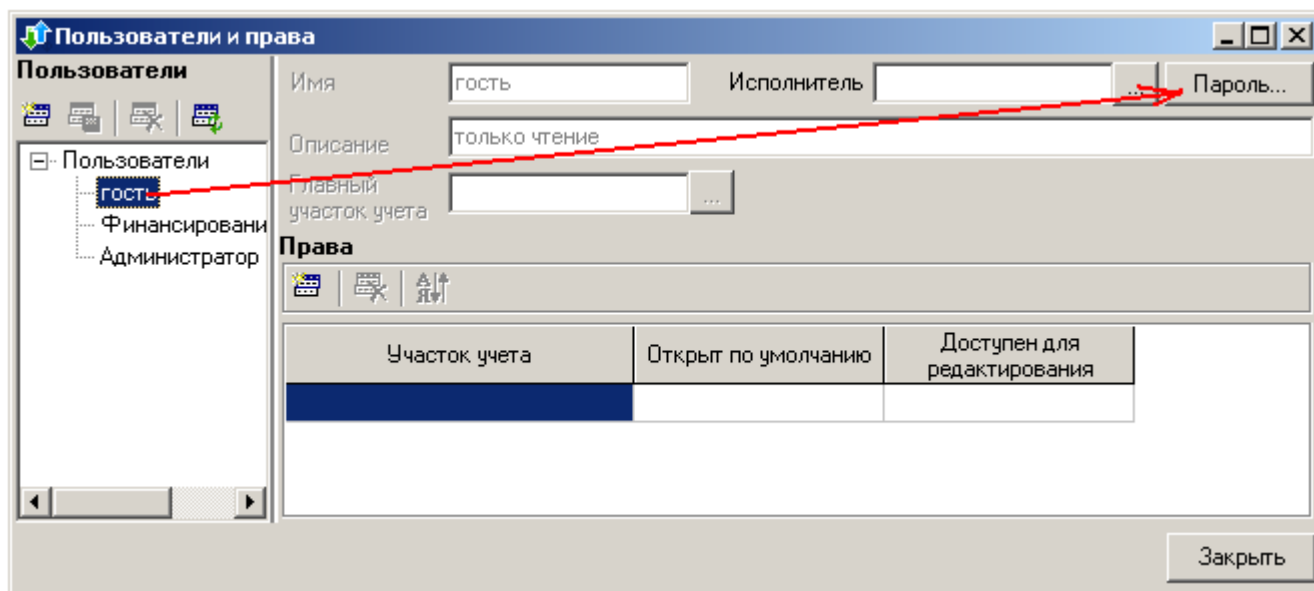 Пользователи и права
Пользователи
Имя
гость
Исполнитель
...
Пароль...
Описание
только чтение
Главный
участок учета
...
Пользователи
гость
Финансировани
Администратор
Права
Участок учета
Открыт по умолчанию
Доступен для
редактирования
Закрыть